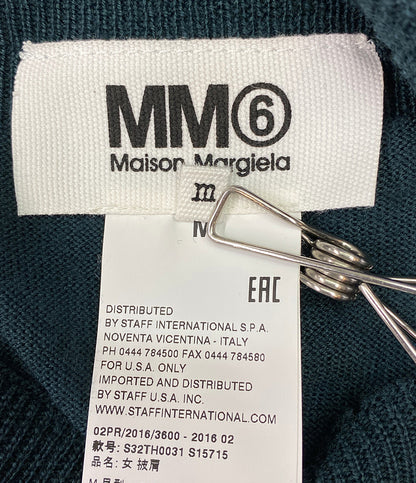 MM⑥
Maison Margiela
m
M
EAC
DISTRIBUTED
BY STAFF INTERNATIONAL S.P.A.
NOVENTA VICENTINA - ITALY
PH 0444 784500 FAX 0444 784580
FOR U.S.A. ONLY
IMPORTED AND DISTRIBUTED
BY STAFF U.S.A. INC.
WWW.STAFFINTERNATIONAL.COM
02PR/2016/3600 - 2016 02
款号: S32TH0031 S15715
品名: 女 披肩